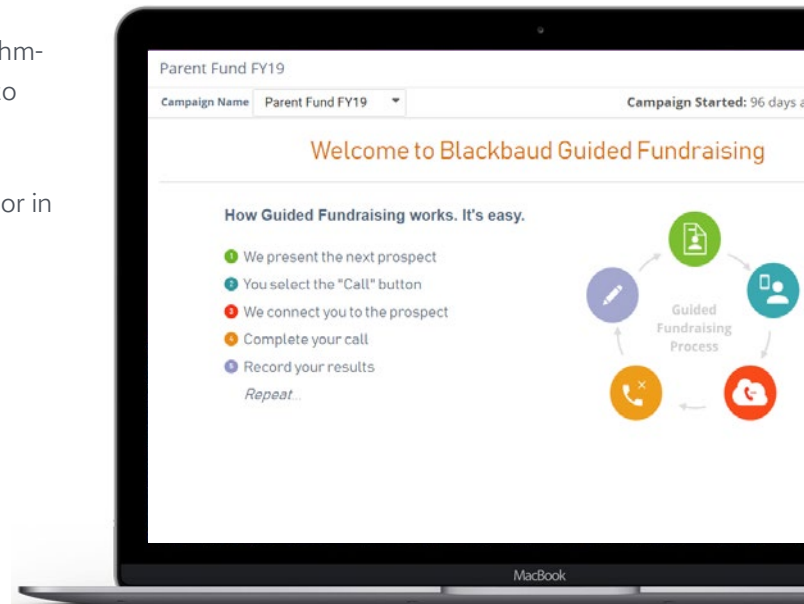 hm-
or in
Parent Fund FY19
Campaign Name Parent Fund FY19
Campaign Started: 96 days a
Welcome to Blackbaud Guided Fundraising
How Guided Fundraising works. It's easy.
1 We present the next prospect
2 You select the "Call" button
3 We connect you to the prospect
4 Complete your call
5 Record your results
Repeat...
Guided
Fundraising
Process
MacBook